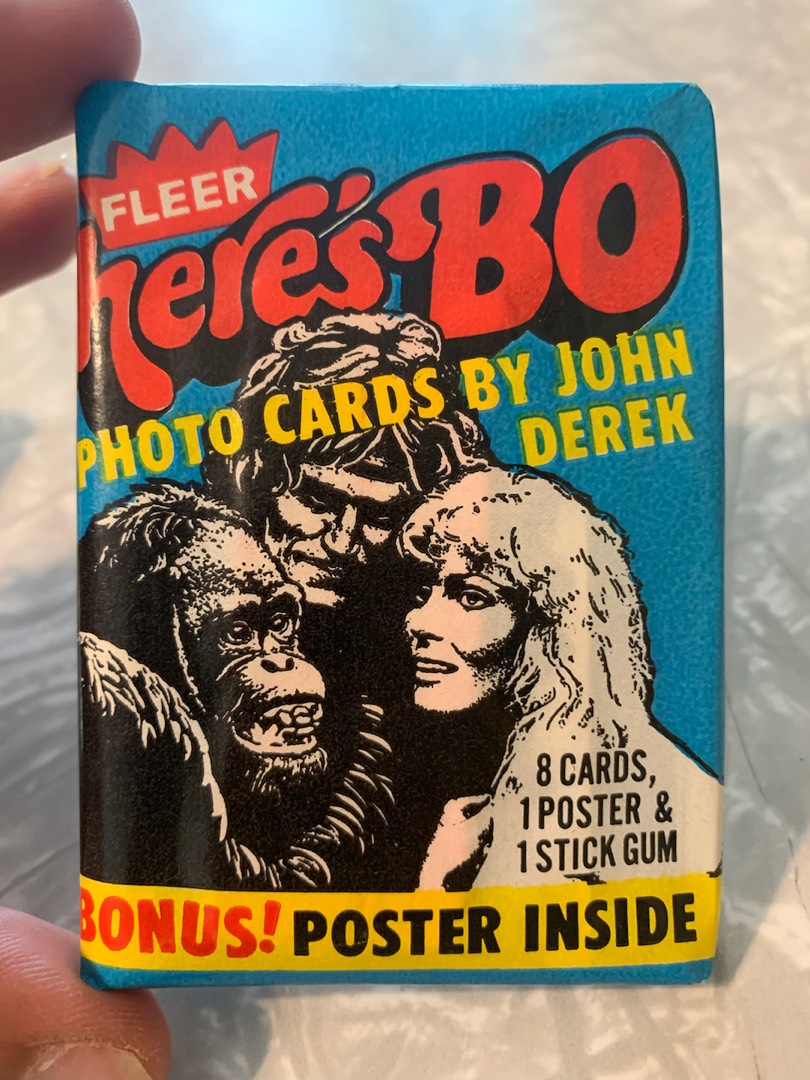 FLEER
here's BO
PHOTO CARDS BY JOHN
DEREK
8 CARDS,
1 POSTER &
1 STICK GUM
BONUS! POSTER INSIDE